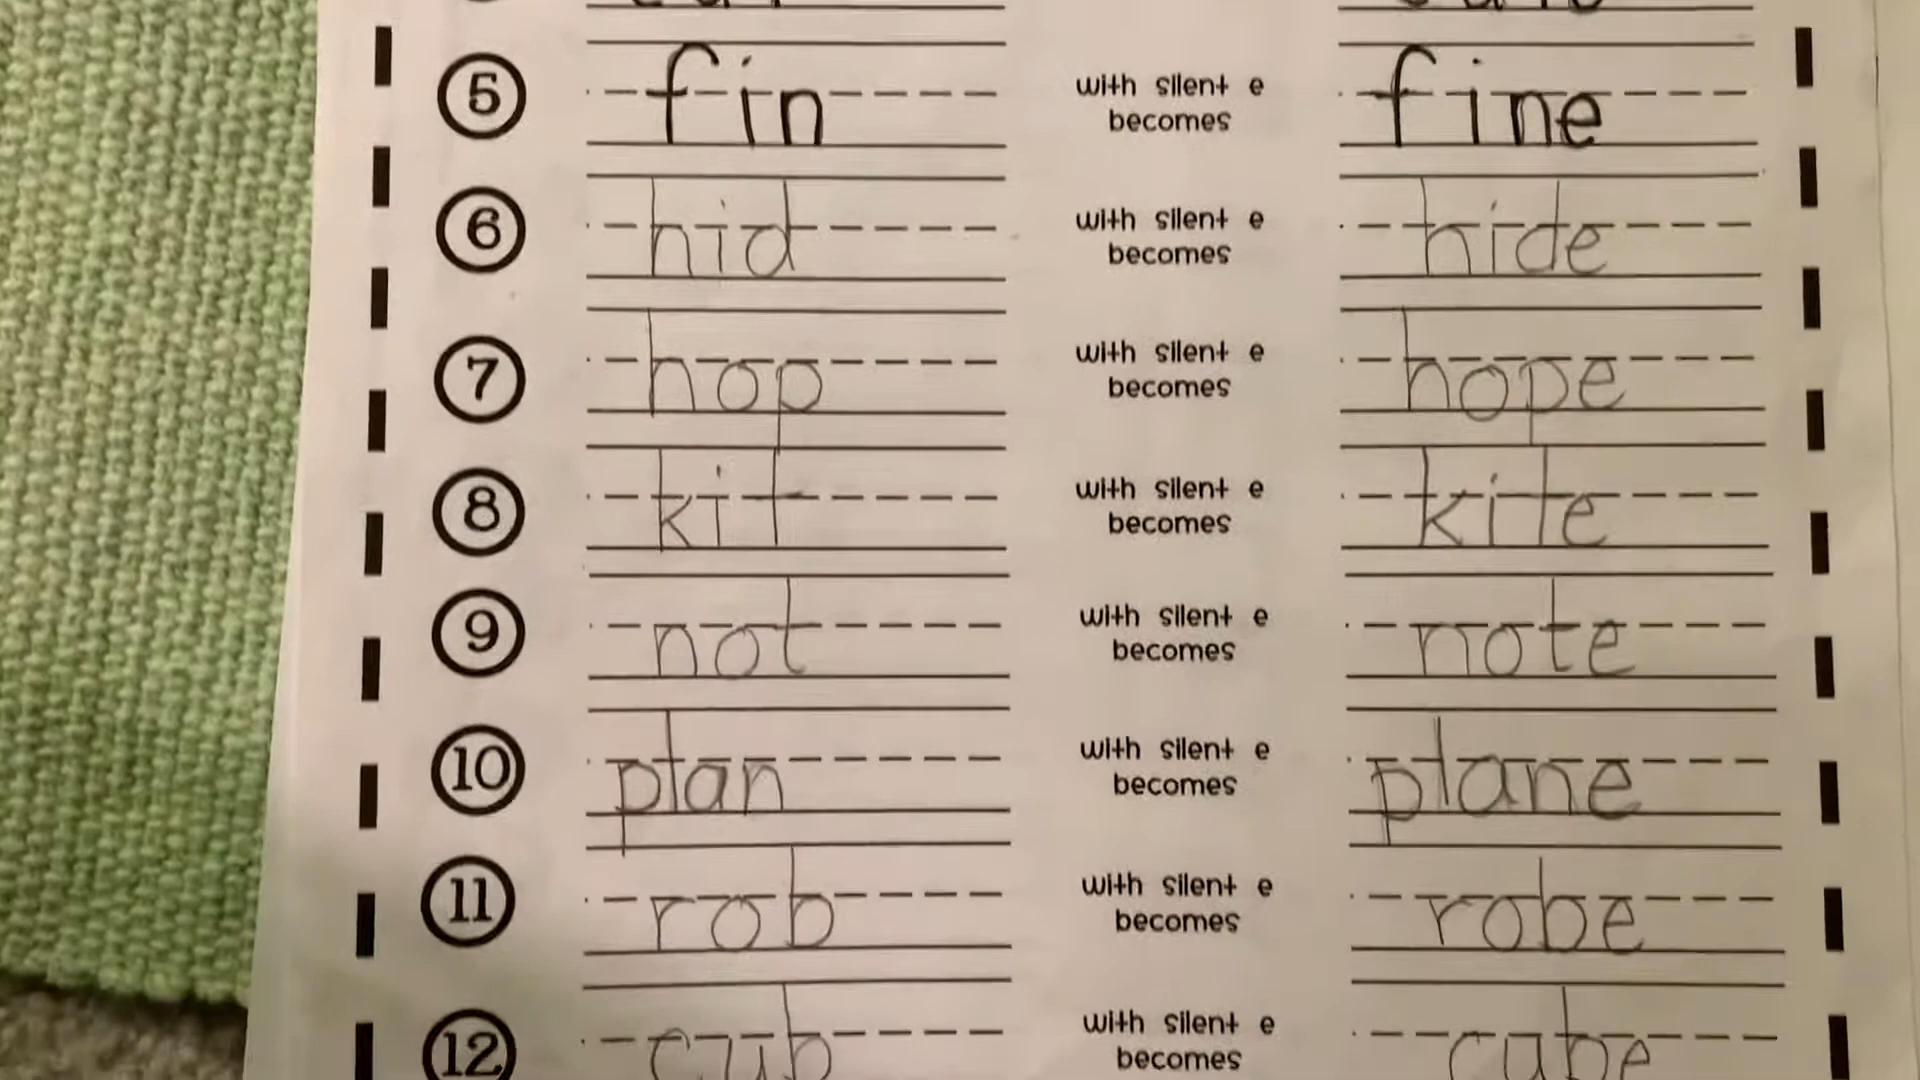 5 fin with silent e becomes fine
6 hid with silent e becomes hide
7 hop with silent e becomes hope
8 kit with silent e becomes kite
9 not with silent e becomes note
10 plan with silent e becomes plane
11 rob with silent e becomes robe
12 cub with silent e becomes cube